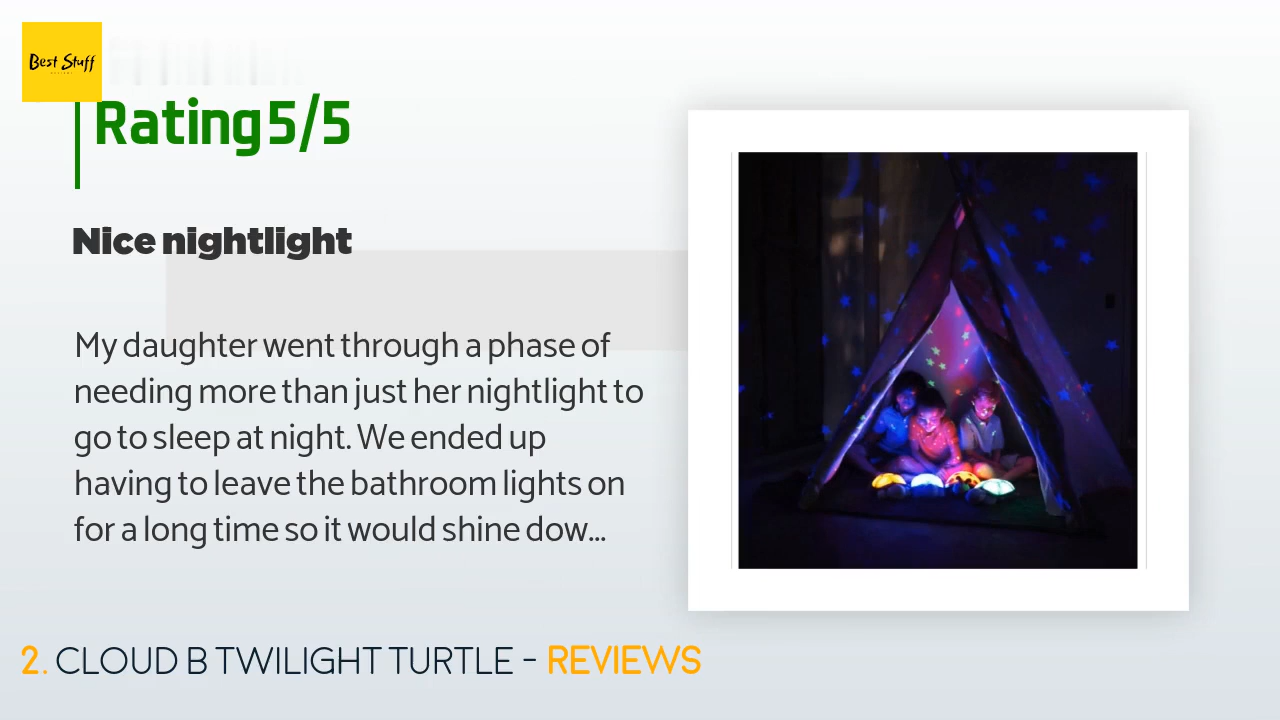 Best Stuff
Rating 5/5
Nice nightlight
My daughter went through a phase of
needing more than just her nightlight to
go to sleep at night. We ended up
having to leave the bathroom lights on
for a long time so it would shine dow...
2. CLOUD B TWILIGHT TURTLE - REVIEWS